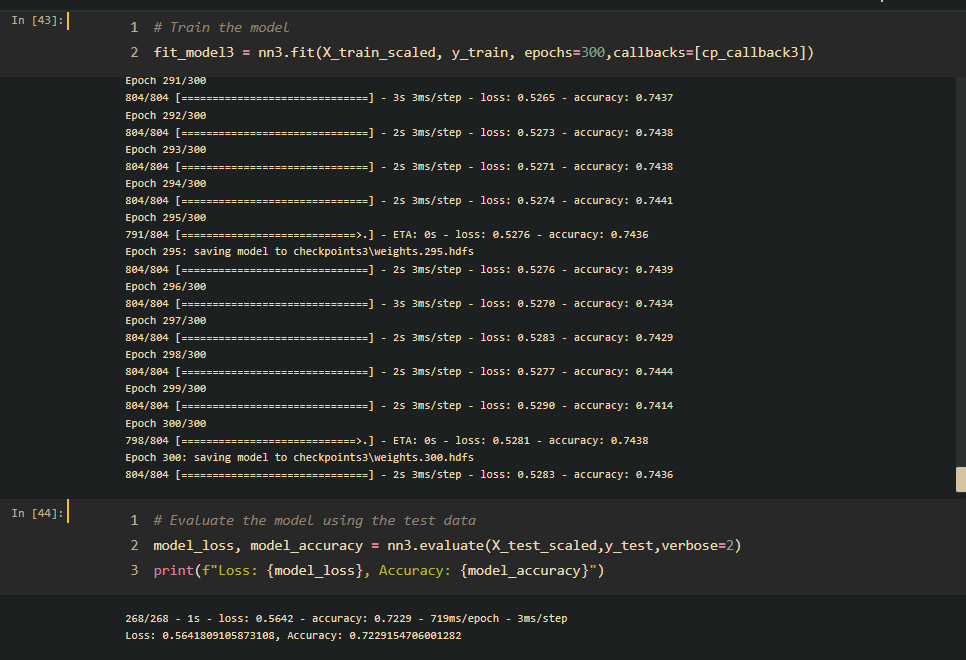 In [43]:
1 # Train the model
2 fit_model3 = nn3.fit(X_train_scaled, y_train, epochs=300,callbacks=[cp_callback3])
Epoch 291/300
804/804 [==============================] - 3s 3ms/step - loss: 0.5265 - accuracy: 0.7437
Epoch 292/300
804/804 [==============================] - 2s 3ms/step - loss: 0.5273 - accuracy: 0.7438
Epoch 293/300
804/804 [==============================] - 2s 3ms/step - loss: 0.5271 - accuracy: 0.7438
Epoch 294/300
804/804 [==============================] - 2s 3ms/step - loss: 0.5274 - accuracy: 0.7441
Epoch 295/300
791/804 [============================>.] - ETA: 0s - loss: 0.5276 - accuracy: 0.7436
Epoch 295: saving model to checkpoints3\weights.295.hdfs
804/804 [==============================] - 2s 3ms/step - loss: 0.5276 - accuracy: 0.7439
Epoch 296/300
804/804 [==============================] - 3s 3ms/step - loss: 0.5270 - accuracy: 0.7434
Epoch 297/300
804/804 [==============================] - 2s 3ms/step - loss: 0.5283 - accuracy: 0.7429
Epoch 298/300
804/804 [==============================] - 2s 3ms/step - loss: 0.5277 - accuracy: 0.7444
Epoch 299/300
804/804 [==============================] - 2s 3ms/step - loss: 0.5290 - accuracy: 0.7414
Epoch 300/300
798/804 [============================>.] - ETA: 0s - loss: 0.5281 - accuracy: 0.7438
Epoch 300: saving model to checkpoints3\weights.300.hdfs
804/804 [==============================] - 2s 3ms/step - loss: 0.5283 - accuracy: 0.7436
In [44]:
1 # Evaluate the model using the test data
2 model_loss, model_accuracy = nn3.evaluate(X_test_scaled,y_test,verbose=2)
3 print(f"Loss: {model_loss}, Accuracy: {model_accuracy}")
268/268 - 1s - loss: 0.5642 - accuracy: 0.7229 - 719ms/epoch - 3ms/step
Loss: 0.5641809105873108, Accuracy: 0.7229154706001282